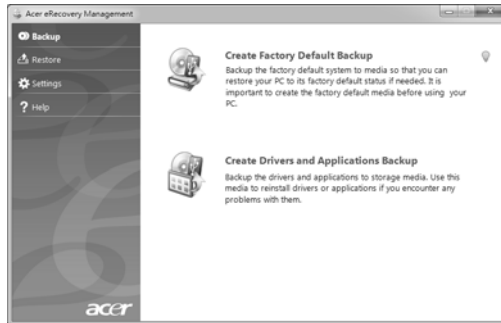 Acer eRecovery Management
Backup
Restore
Settings
? Help
Create Factory Default Backup
Backup the factory default system to media so that you can
restore your PC to its factory default status if needed. It is
important to create the factory default media before using your
PC.
Create Drivers and Applications Backup
Backup the drivers and applications to storage media. Use this
media to reinstall drivers or applications if you encounter any
problems with them.
acer